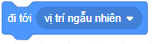 đi tới vị trí ngẫu nhiên